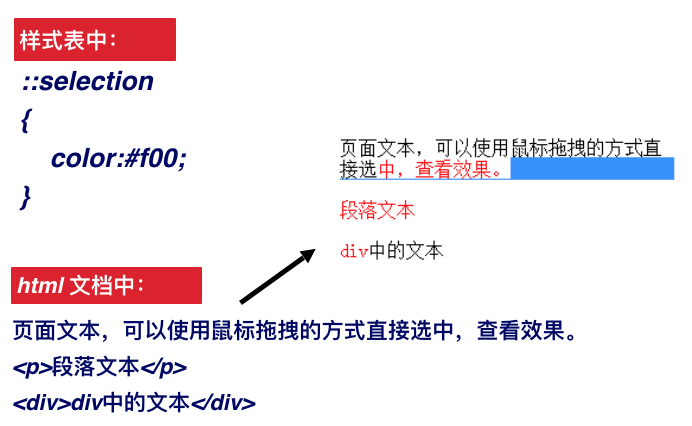 样式表中：
::selection
{
color:#f00;
}
页面文本，可以使用鼠标拖拽的方式直
接选中，查看效果。
段落文本
div中的文本
html 文档中：
页面文本，可以使用鼠标拖拽的方式直接选中，查看效果。
<p>段落文本</p>
<div>div中的文本</div>